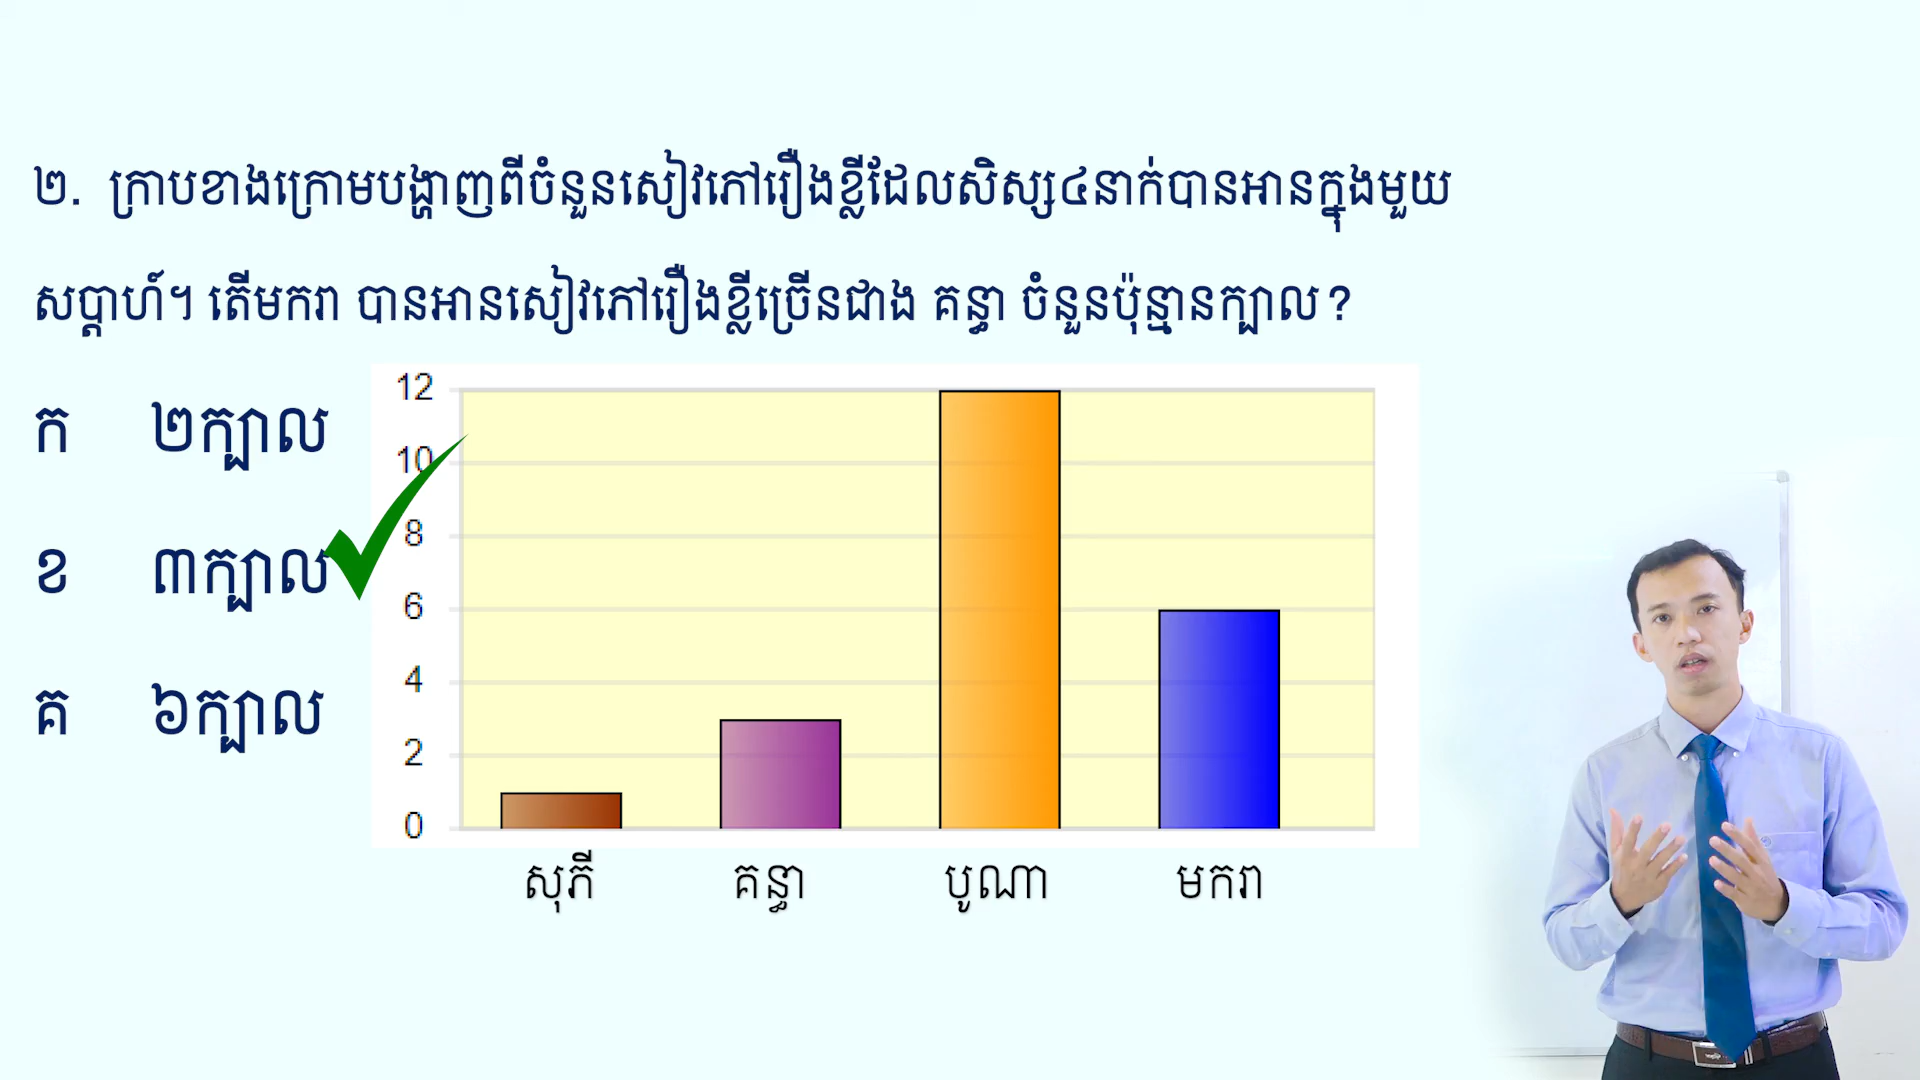 ២. ក្រាបខាងក្រោមបង្ហាញពីចំនួនសៀវភៅរឿងខ្លីដែលសិស្ស៤នាក់បានអានក្នុងមួយ
សប្តាហ៍។ តើមករា បានអានសៀវភៅរឿងខ្លីច្រើនជាង គន្ធា ចំនួនប៉ុន្មានក្បាល?
ក ២ក្បាល
ខ ៣ក្បាល
គ ៦ក្បាល
12
10
8
6
4
2
0
សុភី គន្ធា បូណា មករា